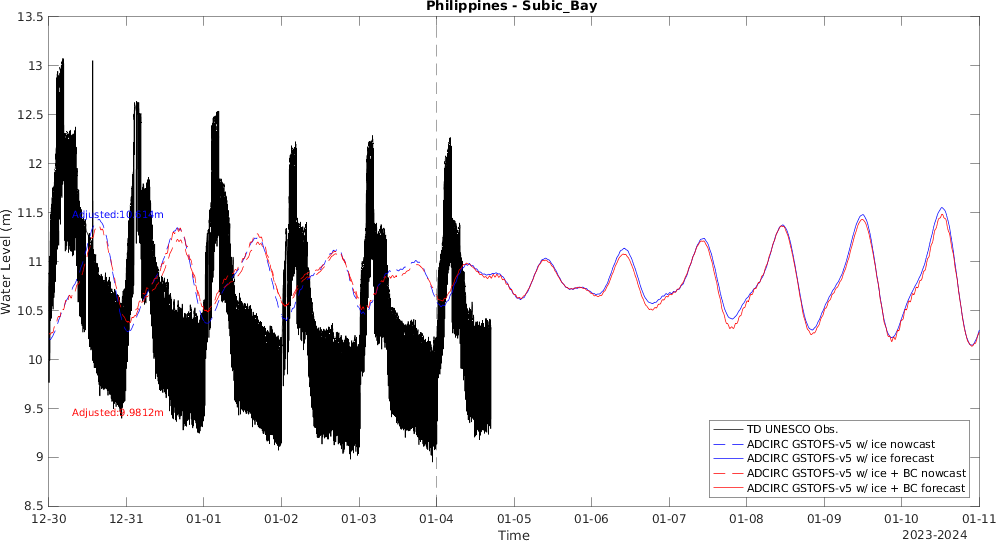 Philippines - Subic_Bay
13.5
13
12.5
12
11.5
11
10.5
10
9.5
9
8.5
Water Level (m)
Adjusted:9.9812m
TD UNESCO Obs.
ADCIRC GSTOFS-v5 w/ ice nowcast
ADCIRC GSTOFS-v5 w/ ice forecast
ADCIRC GSTOFS-v5 w/ ice + BC nowcast
ADCIRC GSTOFS-v5 w/ ice + BC forecast
12-30
12-31
01-01
01-02
01-03
01-04
01-05
01-06
01-07
01-08
01-09
01-10
01-11
Time
2023-2024